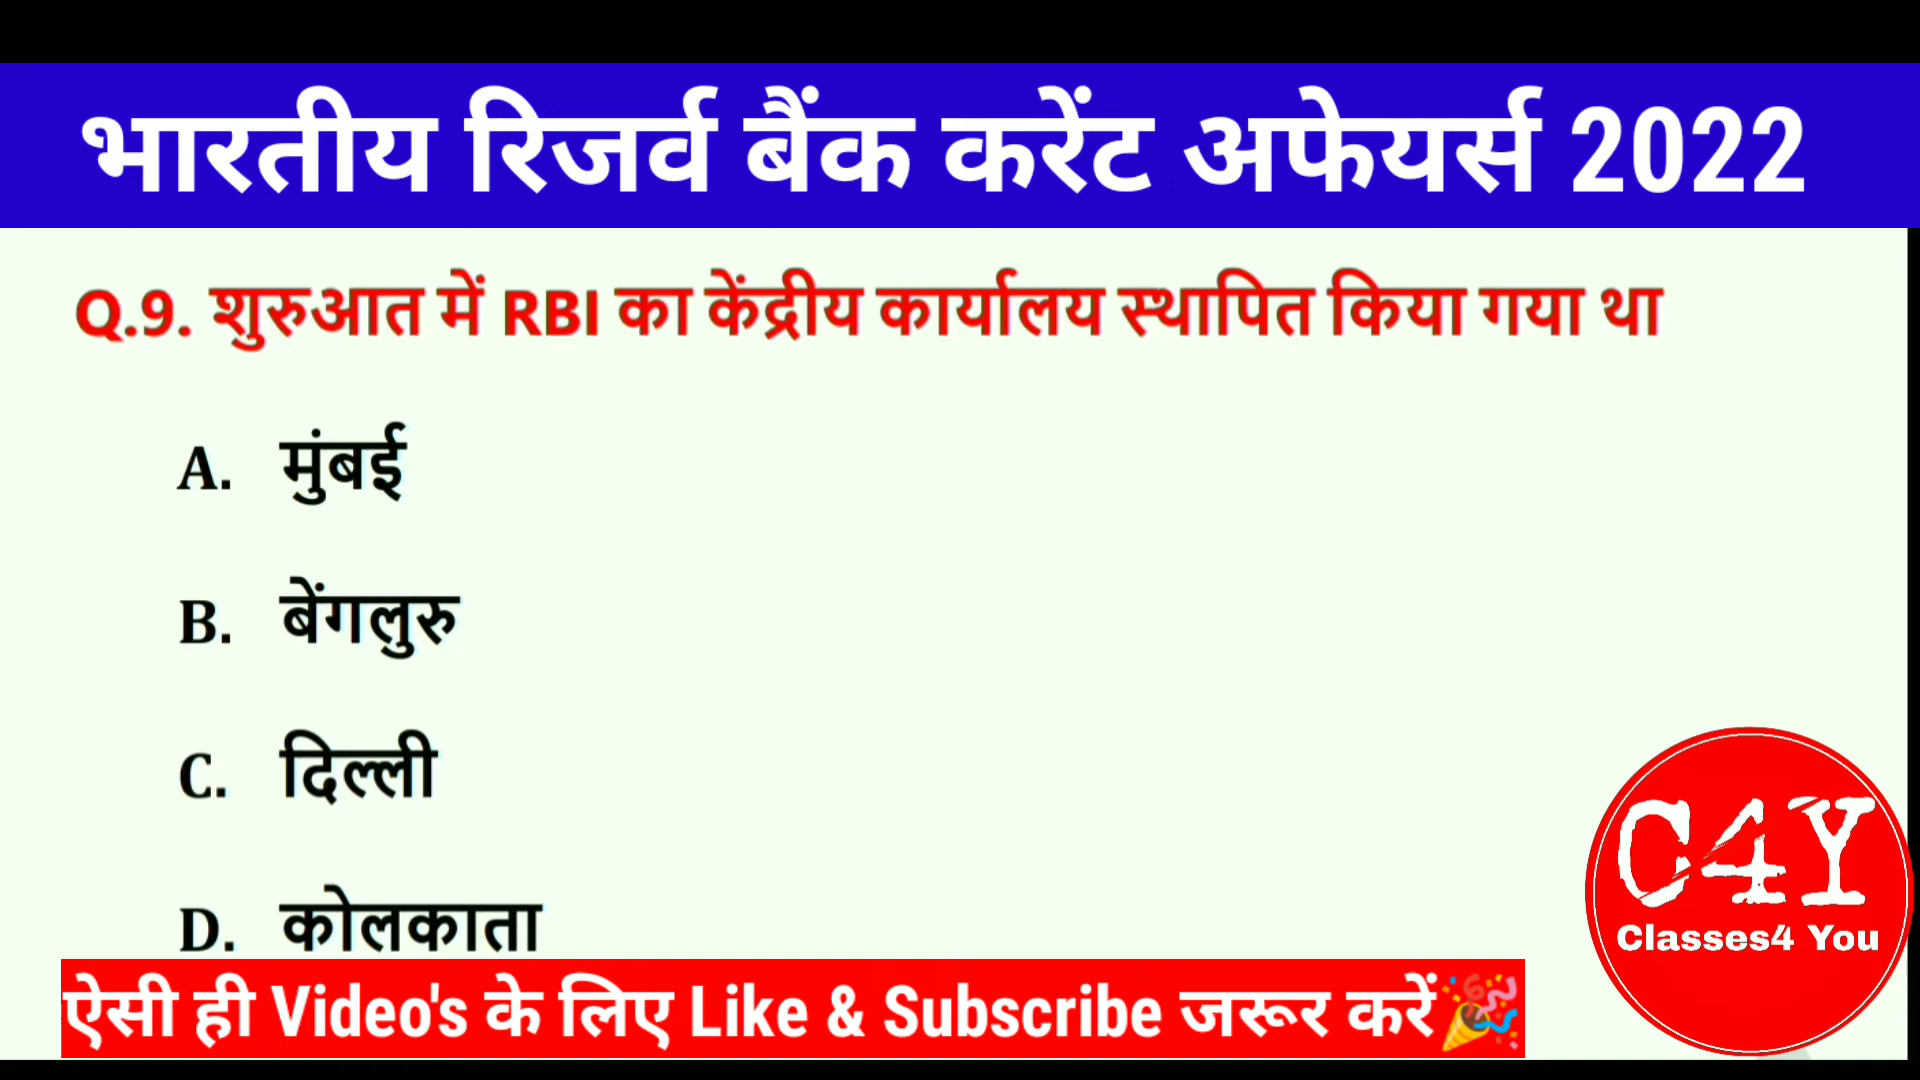 भारतीय रिजर्व बैंक करेंट अफेयर्स 2022
Q.9. शुरुआत में RBI का केंद्रीय कार्यालय स्थापित किया गया था
A. मुंबई
B. बेंगलुरु
C. दिल्ली
D. कोलकाता
C4Y
Classes4 You
ऐसी ही Video's के लिए Like & Subscribe जरूर करें🎉